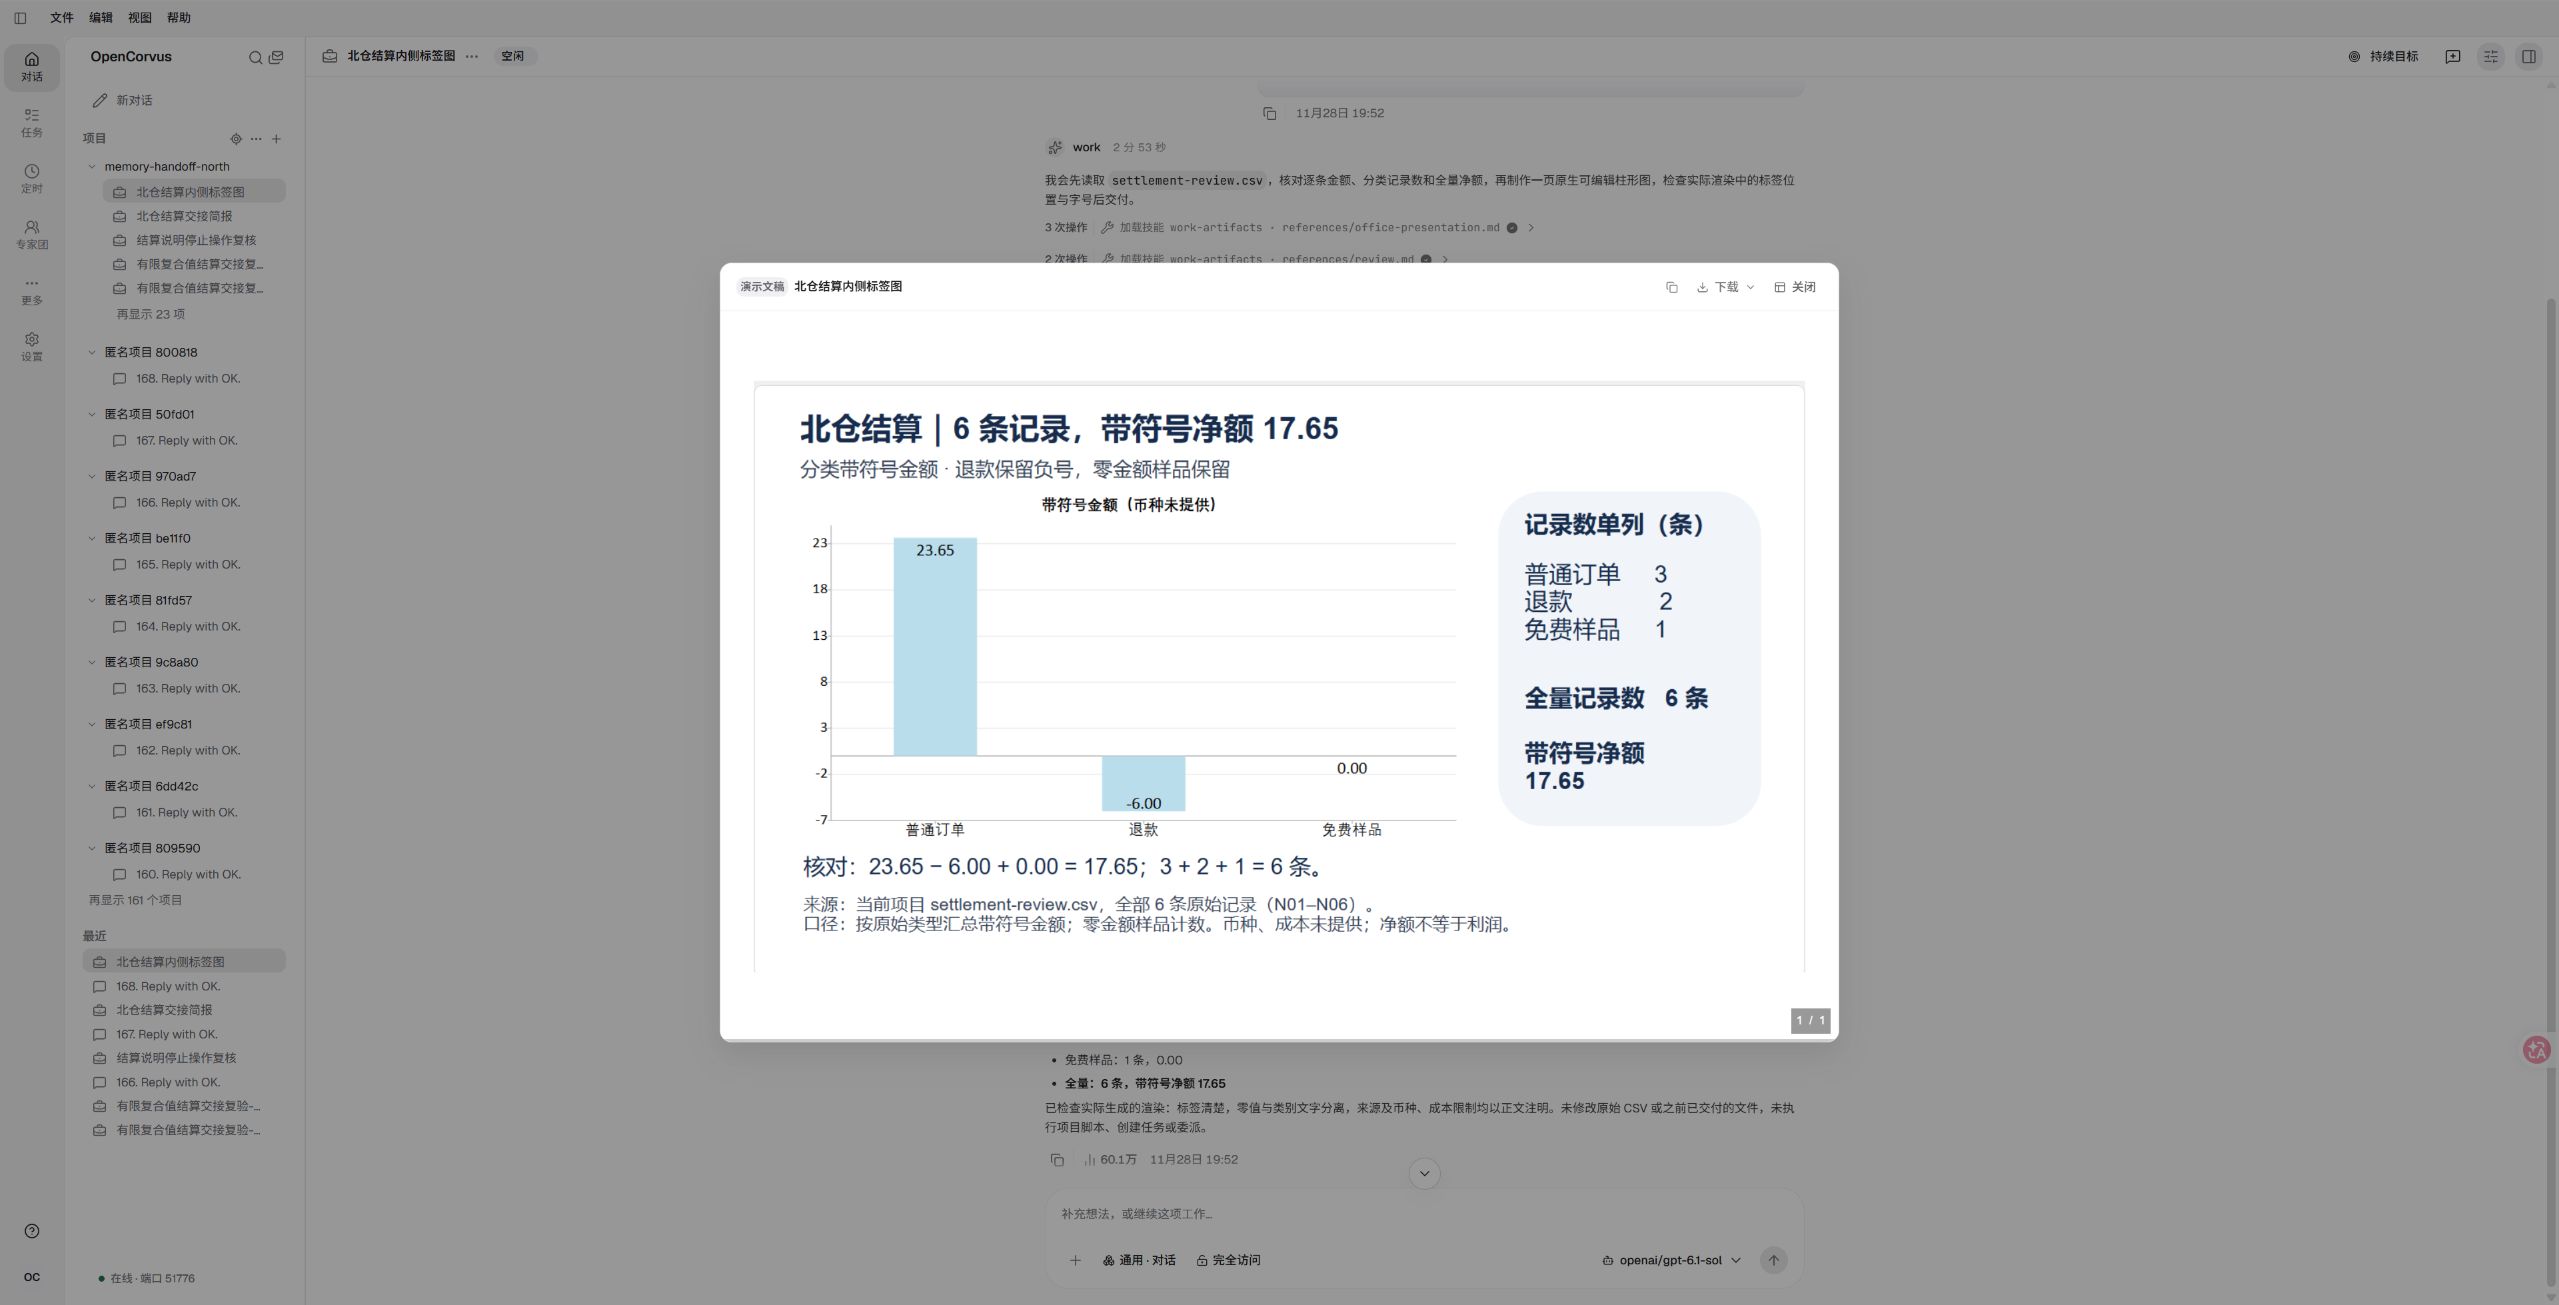 文件 编辑 视图 帮助
对话
任务
定时
专家团
更多
设置
OC
OpenCorvus
新对话
项目
memory-handoff-north
北仓结算内侧标签图
北仓结算交接简报
结算说明停止操作复核
有限复合值结算交接复...
有限复合值结算交接复...
再显示 23 项
匿名项目 800818
168. Reply with OK.
匿名项目 50fd01
167. Reply with OK.
匿名项目 970ad7
166. Reply with OK.
匿名项目 be11f0
165. Reply with OK.
匿名项目 81fd57
164. Reply with OK.
匿名项目 9c8a80
163. Reply with OK.
匿名项目 ef9c81
162. Reply with OK.
匿名项目 6dd42c
161. Reply with OK.
匿名项目 809590
160. Reply with OK.
再显示 161 个项目
最近
北仓结算内侧标签图
168. Reply with OK.
北仓结算交接简报
167. Reply with OK.
结算说明停止操作复核
166. Reply with OK.
有限复合值结算交接复验-...
有限复合值结算交接复验-...
在线 · 端口 51776
北仓结算内侧标签图 ··· 空闲
持续目标
11月28日 19:52
work 2 分 53 秒
我会先读取 settlement-review.csv，核对逐条金额、分类记录数和全量净额，再制作一页原生可编辑柱形图，检查实际渲染中的标签位
置与字号后交付。
3 次操作 加载技能 work-artifacts · references/office-presentation.md
2 次操作 加载技能 work-artifacts · references/review.md
演示文稿 北仓结算内侧标签图
下载 关闭
北仓结算｜6 条记录，带符号净额 17.65
分类带符号金额 · 退款保留负号，零金额样品保留
带符号金额（币种未提供）
23
18
13
8
3
-2
-7
23.65
-6.00
0.00
普通订单 退款 免费样品
记录数单列（条）
普通订单 3
退款 2
免费样品 1
全量记录数 6 条
带符号净额
17.65
核对：23.65 − 6.00 + 0.00 = 17.65；3 + 2 + 1 = 6 条。
来源：当前项目 settlement-review.csv，全部 6 条原始记录（N01–N06）。
口径：按原始类型汇总带符号金额；零金额样品计数。币种、成本未提供；净额不等于利润。
1 / 1
• 免费样品：1 条，0.00
• 全量：6 条，带符号净额 17.65
已检查实际生成的渲染：标签清楚，零值与类别文字分离，来源及币种、成本限制均以正文注明。未修改原始 CSV 或之前已交付的文件，未执
行项目脚本、创建任务或委派。
60.1万 11月28日 19:52
补充想法，或继续这项工作...
通用 · 对话 完全访问
openai/gpt-6.1-sol